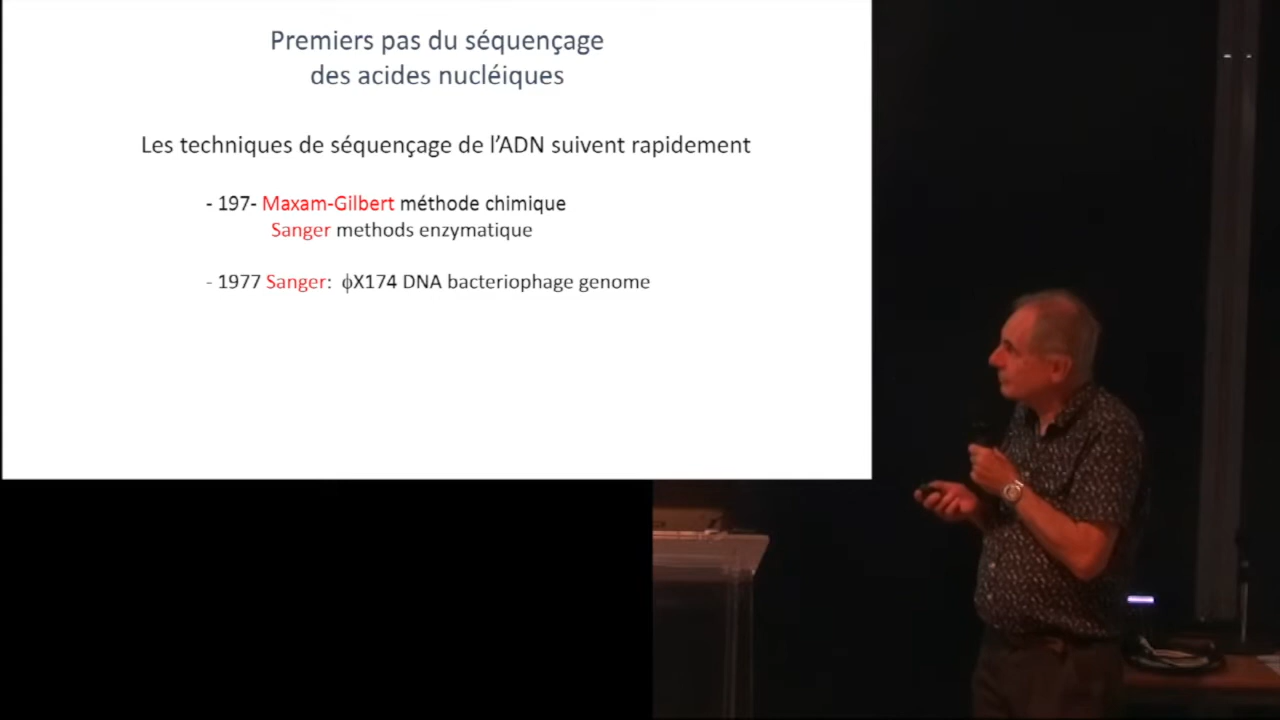 Premiers pas du séquençage
des acides nucléiques
Les techniques de séquençage de l'ADN suivent rapidement
- 197- Maxam-Gilbert méthode chimique
Sanger methods enzymatique
- 1977 Sanger: ϕX174 DNA bacteriophage genome